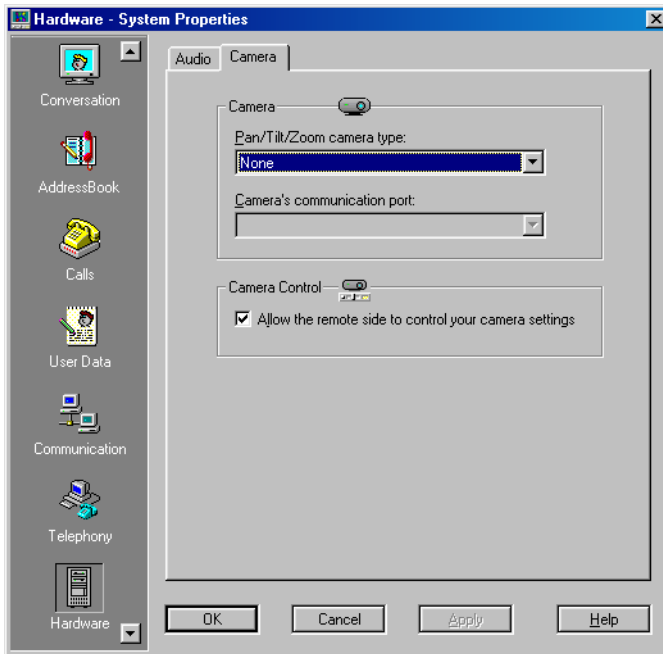 Hardware - System Properties
Conversation
AddressBook
Calls
User Data
Communication
Telephony
Hardware
Audio
Camera
Camera
Pan/Tilt/Zoom camera type:
None
Camera's communication port:
Camera Control
Allow the remote side to control your camera settings
OK
Cancel
Apply
Help